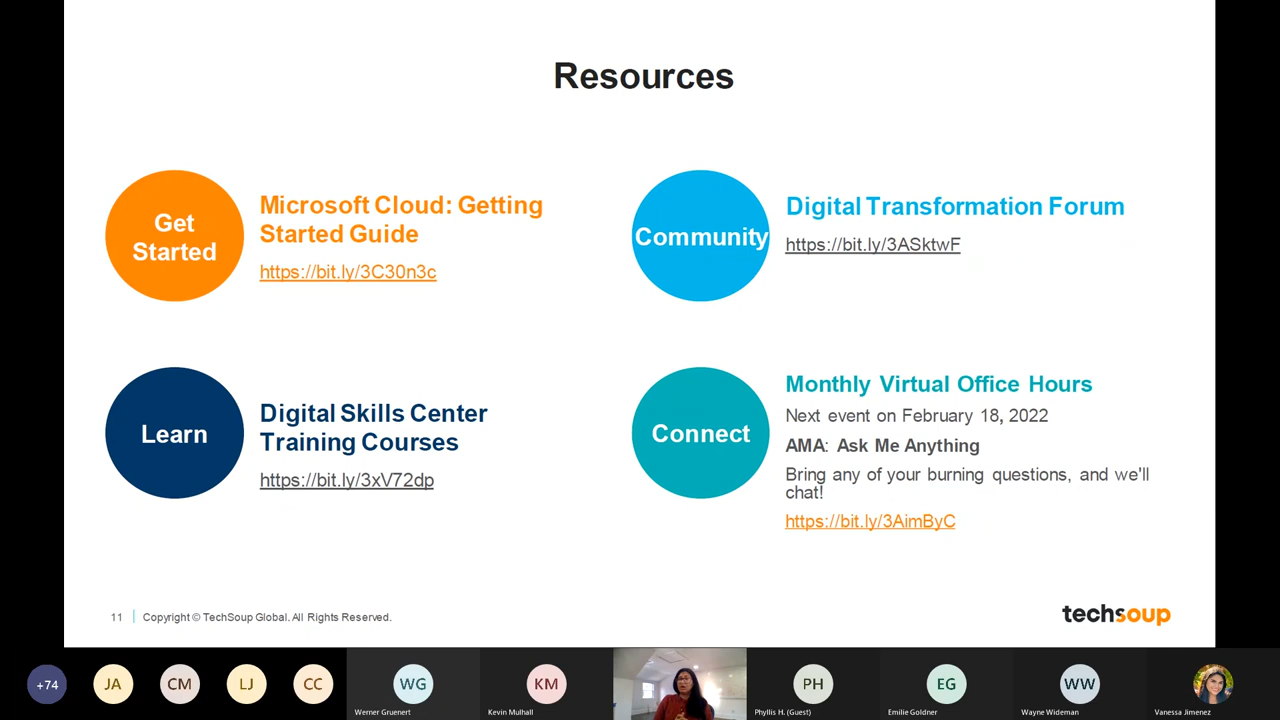 Resources
Get
Started
Microsoft Cloud: Getting
Started Guide
https://bit.ly/3C30n3c
Community
Digital Transformation Forum
https://bit.ly/3ASktwF
Learn
Digital Skills Center
Training Courses
https://bit.ly/3xV72dp
Connect
Monthly Virtual Office Hours
Next event on February 18, 2022
AMA: Ask Me Anything
Bring any of your burning questions, and we'll
chat!
https://bit.ly/3AimByC
11
Copyright © TechSoup Global. All Rights Reserved.
techsoup
+74
JA
CM
LJ
CC
WG
Werner Gruenert
KM
Kevin Mulhall
PH
Phyllis H. (Guest)
EG
Emilie Goldner
WW
Wayne Wideman
Vanessa Jimenez